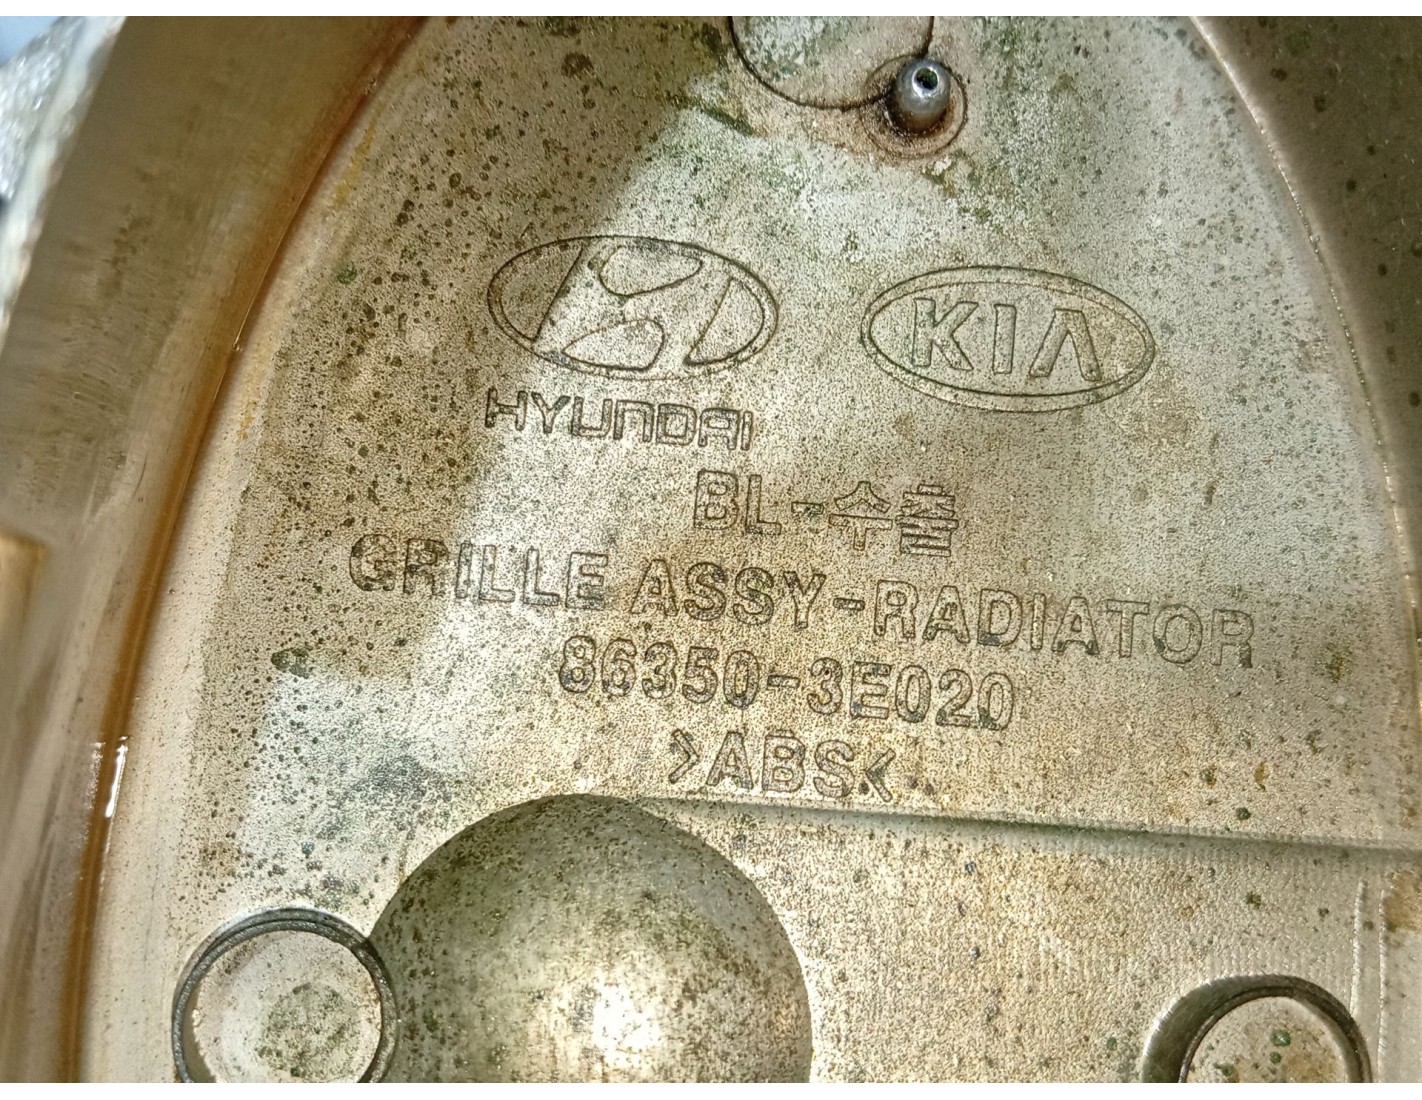 HYUNDAI
KIA
BL-수출
GRILLE ASSY-RADIATOR
86350-3E020
>ABS<